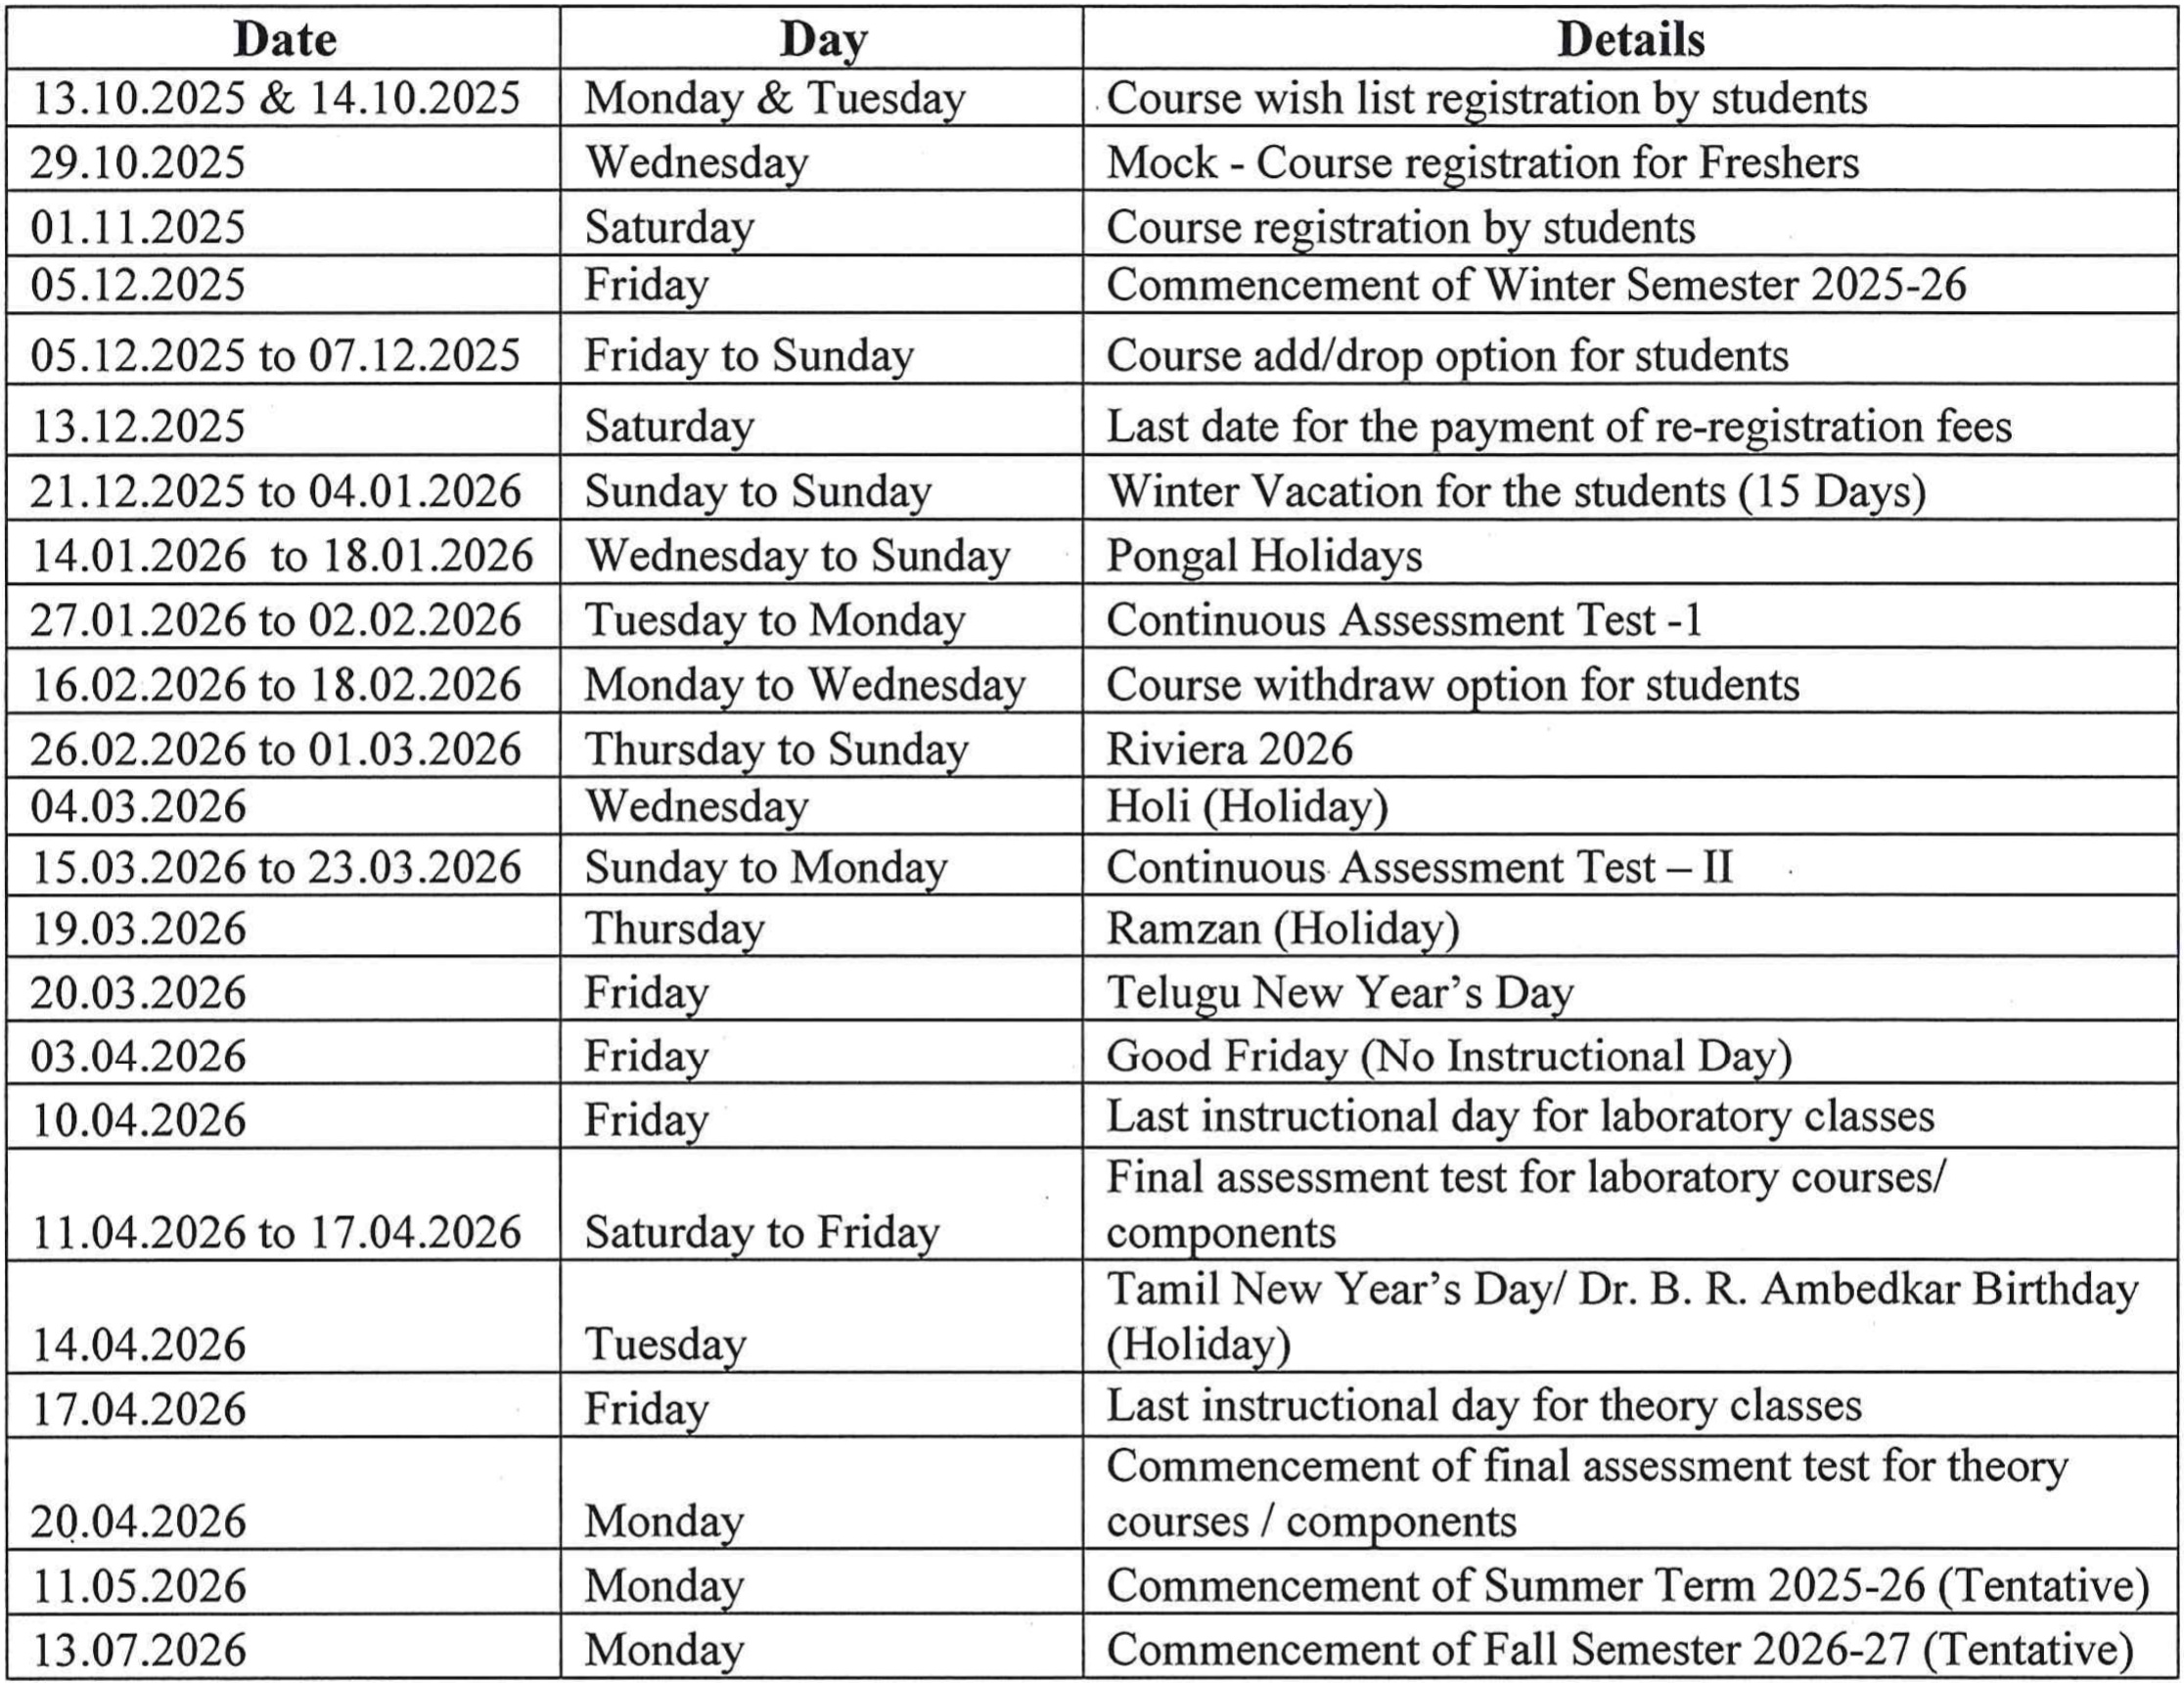 Date Day Details
13.10.2025 & 14.10.2025 Monday & Tuesday Course wish list registration by students
29.10.2025 Wednesday Mock - Course registration for Freshers
01.11.2025 Saturday Course registration by students
05.12.2025 Friday Commencement of Winter Semester 2025-26
05.12.2025 to 07.12.2025 Friday to Sunday Course add/drop option for students
13.12.2025 Saturday Last date for the payment of re-registration fees
21.12.2025 to 04.01.2026 Sunday to Sunday Winter Vacation for the students (15 Days)
14.01.2026 to 18.01.2026 Wednesday to Sunday Pongal Holidays
27.01.2026 to 02.02.2026 Tuesday to Monday Continuous Assessment Test -1
16.02.2026 to 18.02.2026 Monday to Wednesday Course withdraw option for students
26.02.2026 to 01.03.2026 Thursday to Sunday Riviera 2026
04.03.2026 Wednesday Holi (Holiday)
15.03.2026 to 23.03.2026 Sunday to Monday Continuous Assessment Test – II
19.03.2026 Thursday Ramzan (Holiday)
20.03.2026 Friday Telugu New Year’s Day
03.04.2026 Friday Good Friday (No Instructional Day)
10.04.2026 Friday Last instructional day for laboratory classes
Final assessment test for laboratory courses/
11.04.2026 to 17.04.2026 Saturday to Friday components
Tamil New Year’s Day/ Dr. B. R. Ambedkar Birthday
14.04.2026 Tuesday (Holiday)
17.04.2026 Friday Last instructional day for theory classes
Commencement of final assessment test for theory
20.04.2026 Monday courses / components
11.05.2026 Monday Commencement of Summer Term 2025-26 (Tentative)
13.07.2026 Monday Commencement of Fall Semester 2026-27 (Tentative)